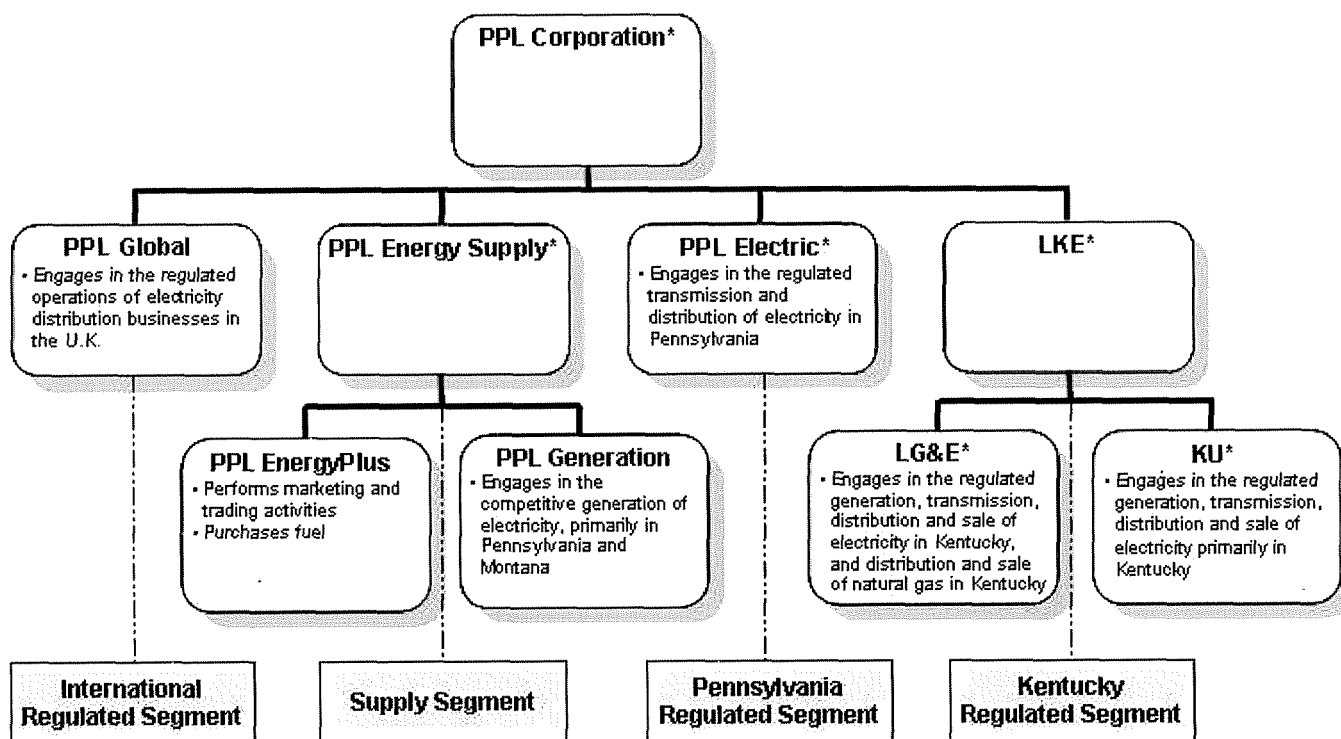 PPL Corporation*
PPL Global
• Engages in the regulated
operations of electricity
distribution businesses in
the U.K.
PPL Energy Supply*
PPL Electric*
• Engages in the regulated
transmission and
distribution of electricity in
Pennsylvania
LKE*
PPL EnergyPlus
• Performs marketing and
trading activities
• Purchases fuel
PPL Generation
• Engages in the
competitive generation of
electricity, primarily in
Pennsylvania and
Montana
LG&E*
• Engages in the regulated
generation, transmission,
distribution and sale of
electricity in Kentucky,
and distribution and sale
of natural gas in Kentucky
KU*
• Engages in the regulated
generation, transmission,
distribution and sale of
electricity primarily in
Kentucky
International
Regulated Segment
Supply Segment
Pennsylvania
Regulated Segment
Kentucky
Regulated Segment